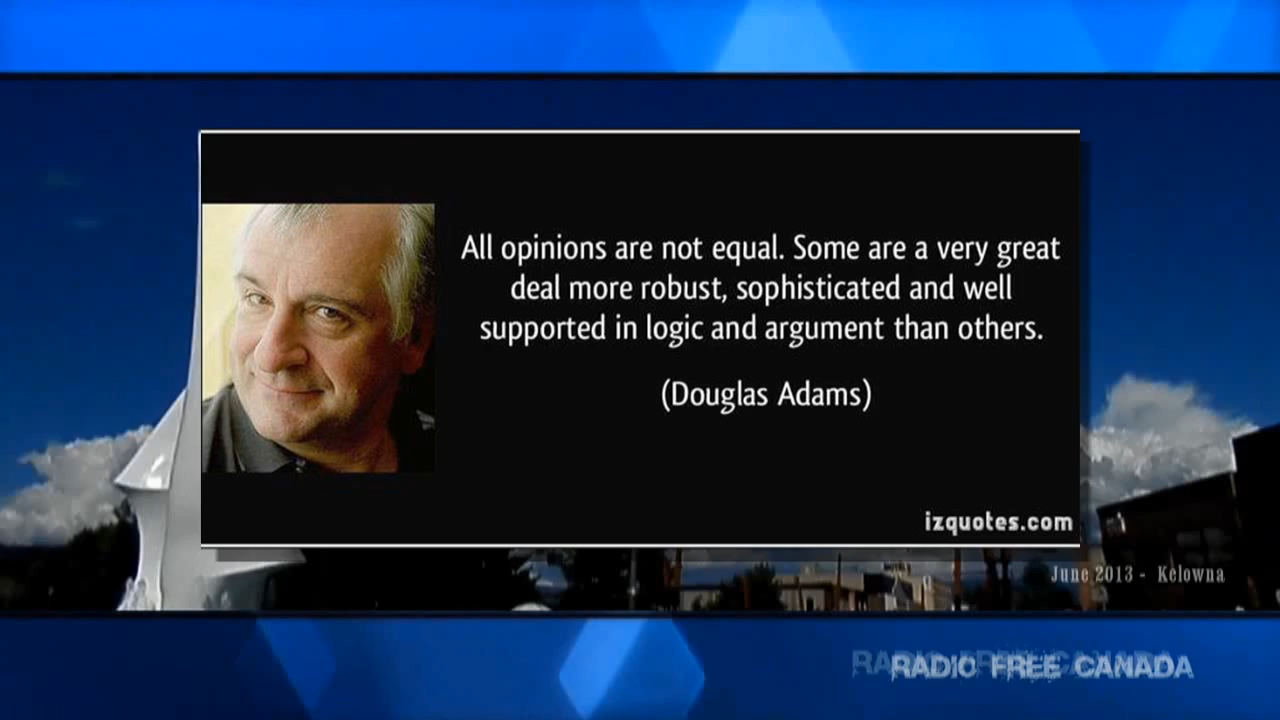 All opinions are not equal. Some are a very great
deal more robust, sophisticated and well
supported in logic and argument than others.
(Douglas Adams)
izquotes.com
June 2013 - Kelowna
RADIO FREE CANADA